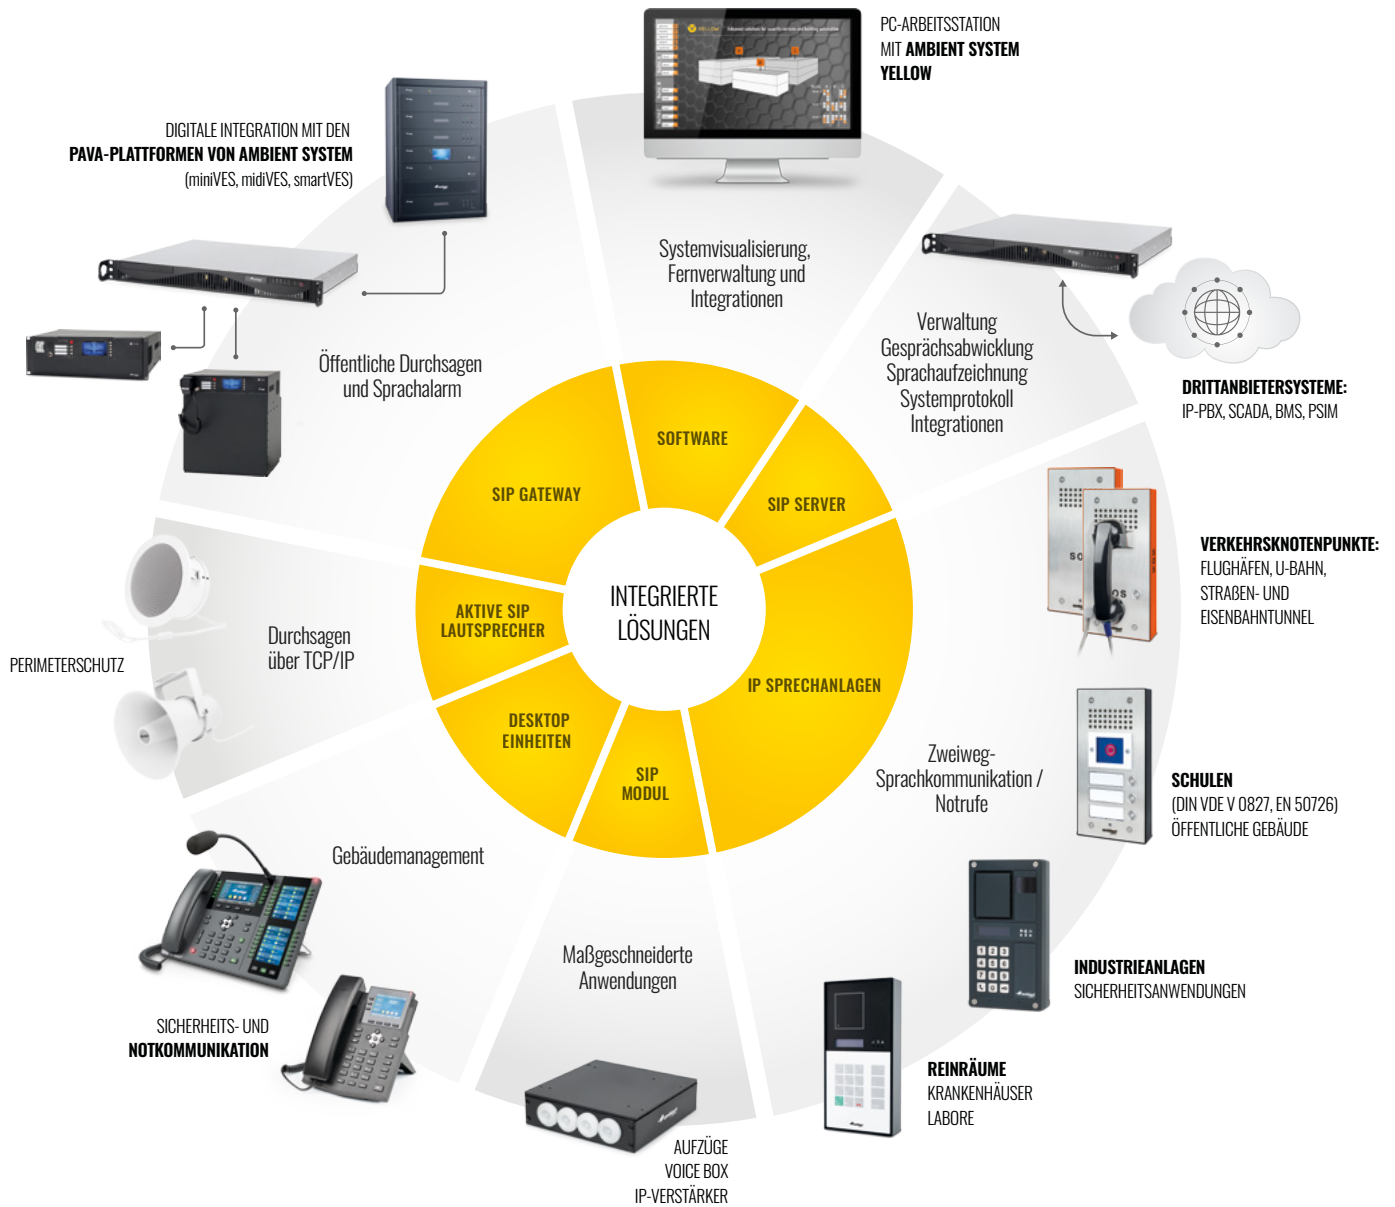 PC-ARBEITSSTATION
MIT AMBIENT SYSTEM
YELLOW
DIGITALE INTEGRATION MIT DEN
PAVA-PLATTFORMEN VON AMBIENT SYSTEM
(miniVES, midiVES, smartVES)
Systemvisualisierung,
Fernverwaltung und
Integrationen
Verwaltung
Gesprächsabwicklung
Sprachaufzeichnung
Systemprotokoll
Integrationen
DRITTANBIETERSYSTEME:
IP-PBX, SCADA, BMS, PSIM
Öffentliche Durchsagen
und Sprachalarm
SOFTWARE
SIP GATEWAY
SIP SERVER
VERKEHRSKNOTENPUNKTE:
FLUGHÄFEN, U-BAHN,
STRAßEN- UND
EISENBAHNTUNNEL
INTEGRIERTE
LÖSUNGEN
AKTIVE SIP
LAUTSPRECHER
Durchsagen
über TCP/IP
PERIMETERSCHUTZ
IP SPRECHANLAGEN
DESKTOP
EINHEITEN
SIP
MODUL
Zweiweg-
Sprachkommunikation /
Notrufe
SCHULEN
(DIN VDE V 0827, EN 50726)
ÖFFENTLICHE GEBÄUDE
Gebäudemanagement
Maßgeschneiderte
Anwendungen
INDUSTRIEANLAGEN
SICHERHEITSANWENDUNGEN
SICHERHEITS- UND
NOTKOMMUNIKATION
REINRÄUME
KRANKENHÄUSER
LABORE
AUFZÜGE
VOICE BOX
IP-VERSTÄRKER